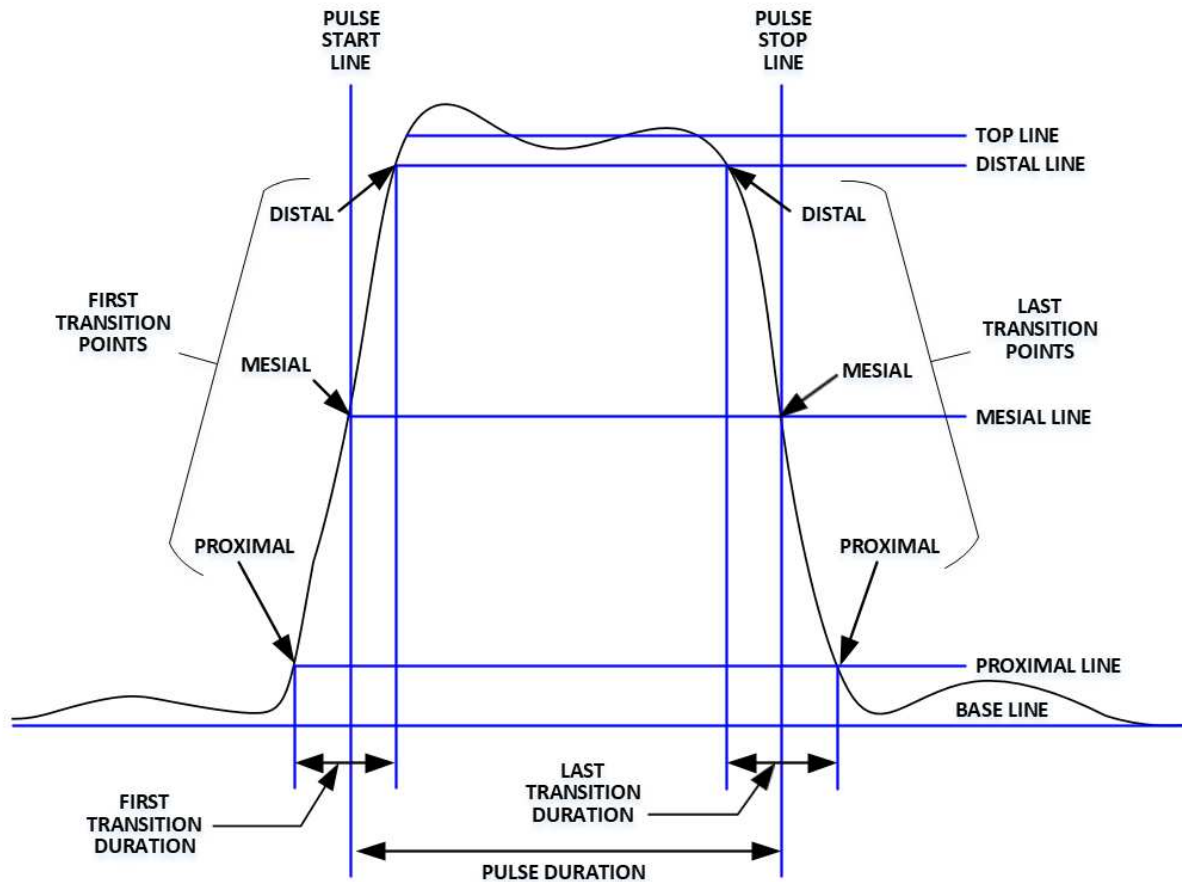 PULSE
START
LINE
PULSE
STOP
LINE
TOP LINE
DISTAL LINE
DISTAL
DISTAL
FIRST
TRANSITION
POINTS
LAST
TRANSITION
POINTS
MESIAL
MESIAL
MESIAL LINE
PROXIMAL
PROXIMAL
PROXIMAL LINE
BASE LINE
FIRST
TRANSITION
DURATION
LAST
TRANSITION
DURATION
PULSE DURATION